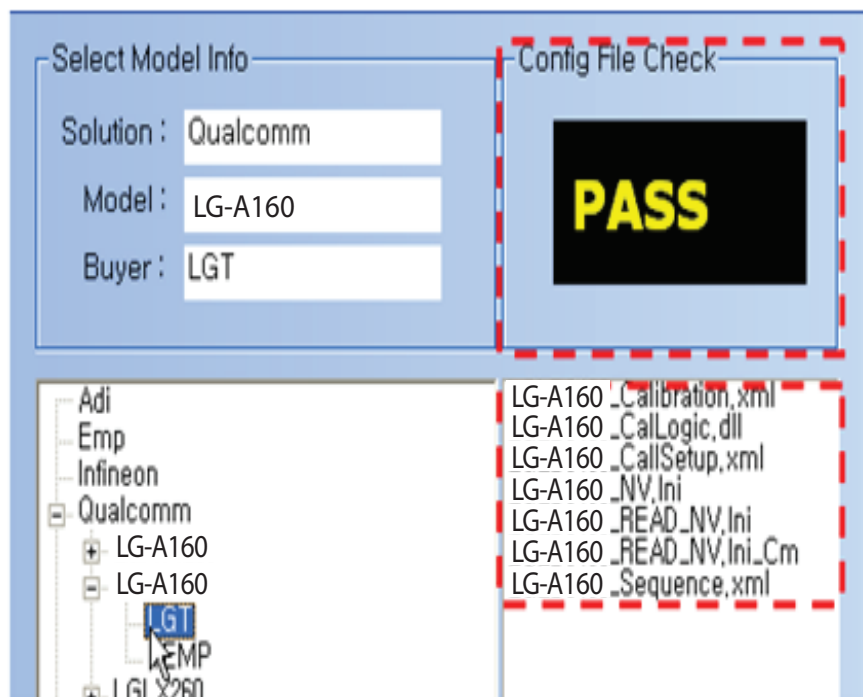 Select Model Info
Solution : Qualcomm
Model : LG-A160
Buyer : LGT
Config File Check
PASS
Adi
Emp
Infineon
Qualcomm
LG-A160
LG-A160
LGT
EMP
LGLX260
LG-A160 _Calibration,xml
LG-A160 _CalLogic,dll
LG-A160 _CallSetup,xml
LG-A160 _NV,Ini
LG-A160 _READ_NV,Ini
LG-A160 _READ_NV,Ini_Cm
LG-A160 _Sequence,xml